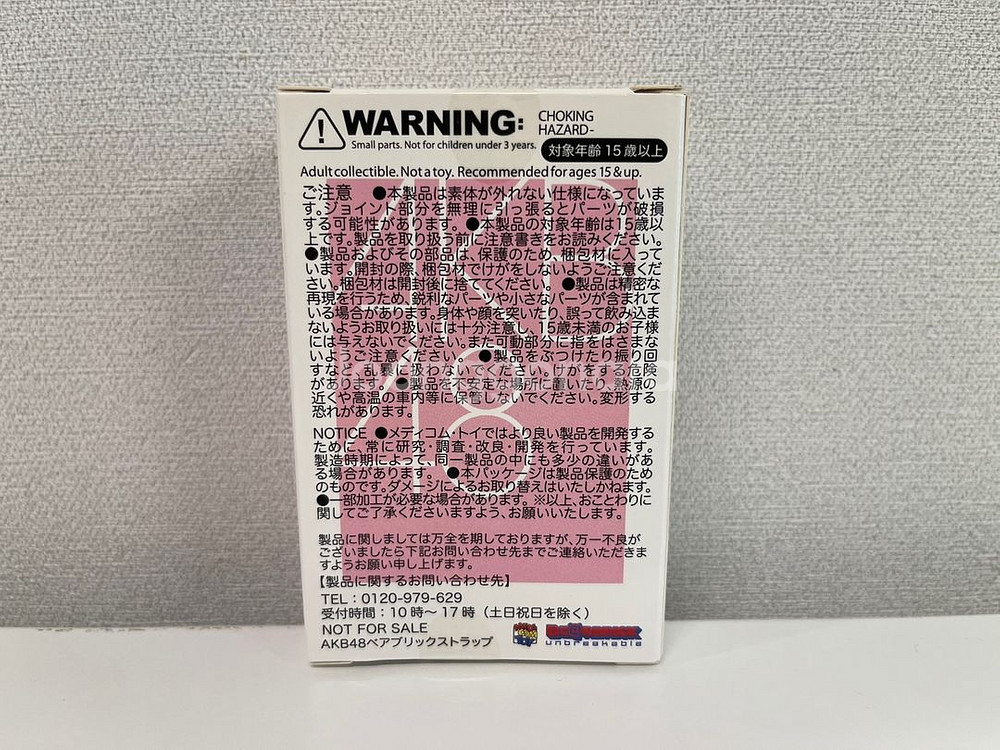 WARNING:
CHOKING
HAZARD-
Small parts. Not for children under 3 years.
対象年齢 15歳以上
Adult collectible. Not a toy. Recommended for ages 15 & up.
ご注意 ●本製品は素体が外れない仕様になっていま
す。ジョイント部分を無理に引っ張るとパーツが破損
する可能性があります。●本製品の対象年齢は15歳以
上です。製品を取り扱う前に注意書きをお読みください。
●製品およびその部品は、保護のため、梱包材に入って
います。開封の際、梱包材でけがをしないようご注意くだ
さい。梱包材は開封後に捨ててください。●製品は精密な
再現を行うため、鋭利なパーツや小さなパーツが含まれて
いる場合があります。身体や顔を突いたり、誤って飲み込ま
ないようお取り扱いには十分注意し、15歳未満のお子様
には与えないでください。また可動部分に指をはさまな
いようご注意ください。●製品をぶつけたり振り回
すなど、乱暴に扱わないでください。けがをする危険
があります。●製品を不安定な場所に置いたり、熱源の
近くや高温の車内等に保管しないでください。変形する
恐れがあります。
NOTICE ●メディコム・トイではより良い製品を開発する
ために、常に研究・調査・改良・開発を行っています。
製造時期によって、同一製品の中にも多少の違いがあ
る場合があります。●本パッケージは製品保護のため
のものです。ダメージによるお取り替えはいたしかねます。
●一部加工が必要な場合があります。※以上、おことわりに
関してご了承くださいますよう、お願いいたします。
製品に関しましては万全を期しておりますが、万一不良が
ございましたら下記お問い合わせ先までご連絡いただきま
すようお願い申し上げます。
【製品に関するお問い合わせ先】
TEL：0120-979-629
受付時間：10時～17時（土日祝日を除く）
NOT FOR SALE
AKB48ベアブリックストラップ
BE@RBRICK
unbreakable
AKB
48